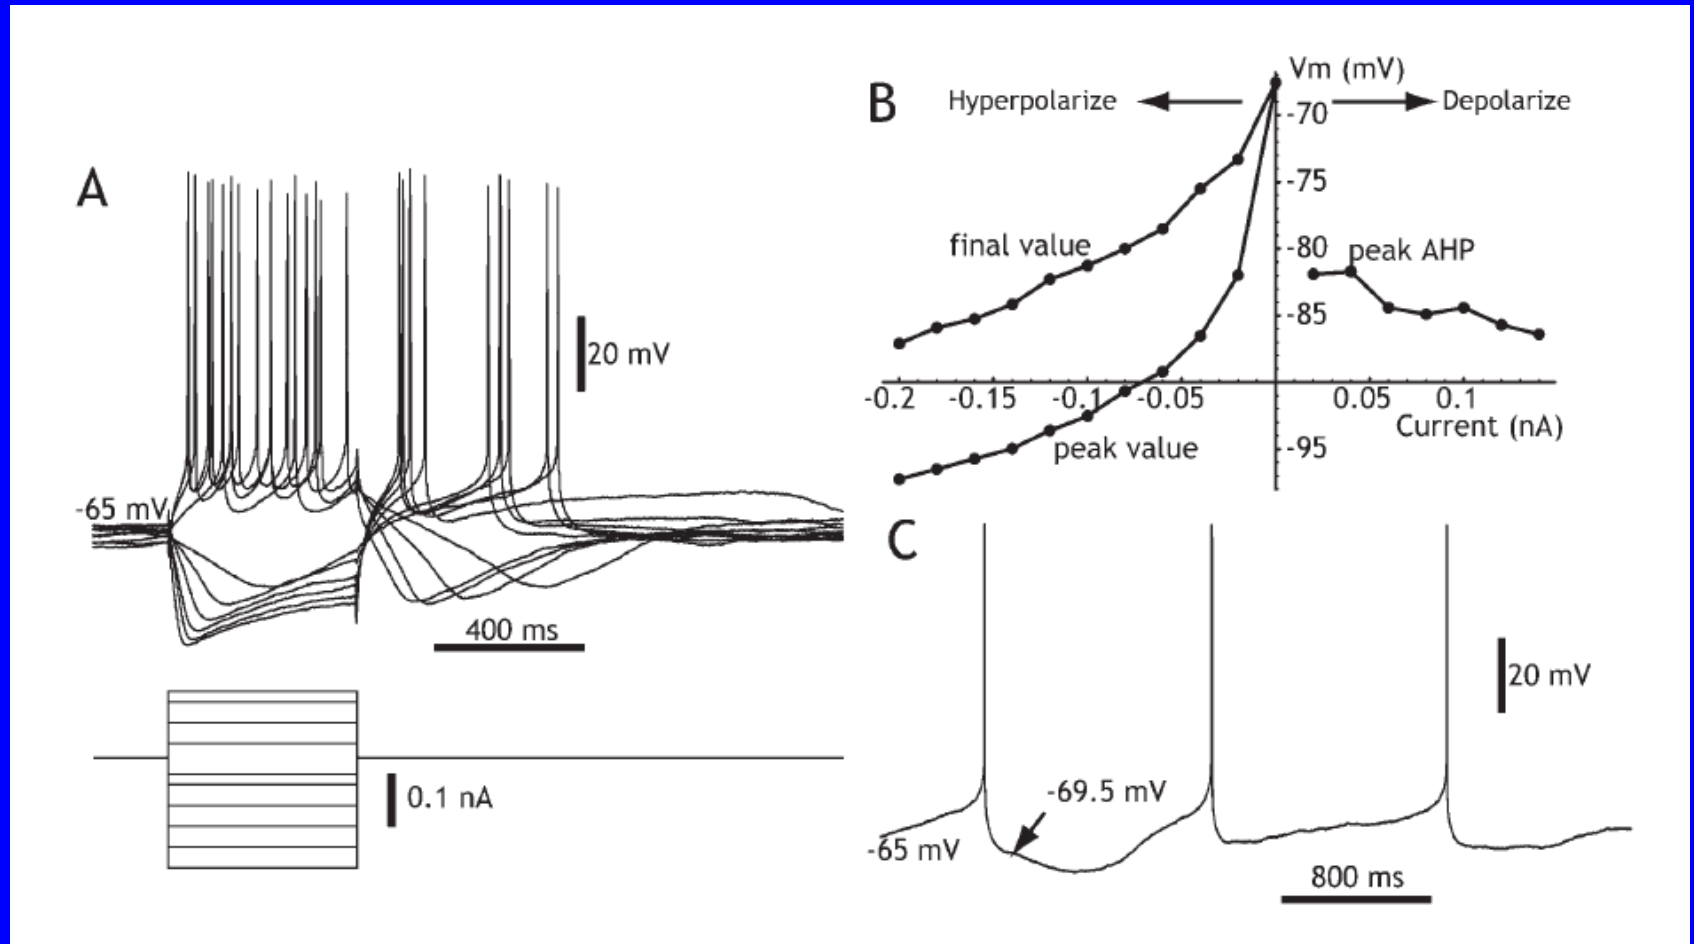 A
-65 mV
20 mV
400 ms
0.1 nA
B
Vm (mV)
Hyperpolarize
Depolarize
-70
-75
-80
-85
-95
final value
peak AHP
peak value
-0.2 -0.15 -0.1 -0.05 0.05 0.1
Current (nA)
C
-69.5 mV
-65 mV
20 mV
800 ms